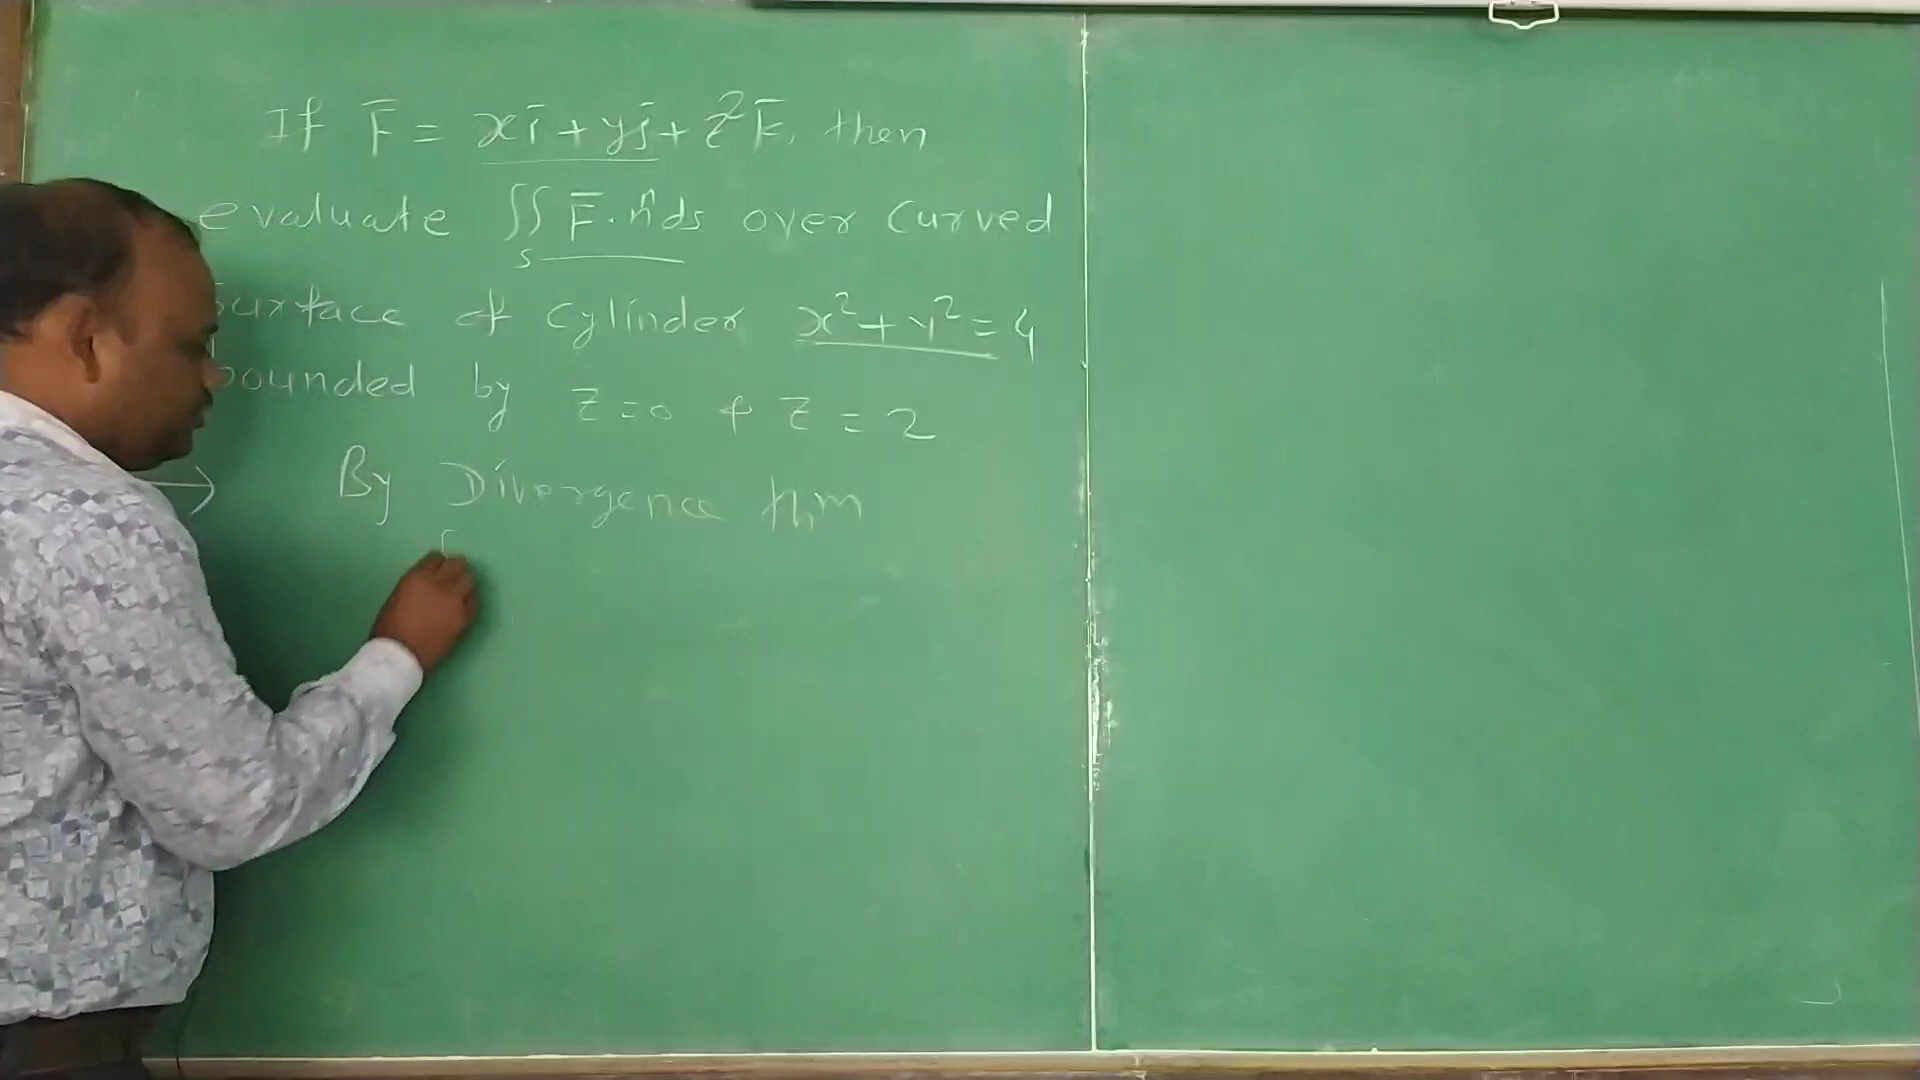 If F̄ = xī + yj̄ + z²k̄, then
evaluate ∬ₛ F̄ · n̂ ds over curved
surface of cylinder x² + y² = 4
bounded by z = 0 & z = 2
→ By Divergence thm